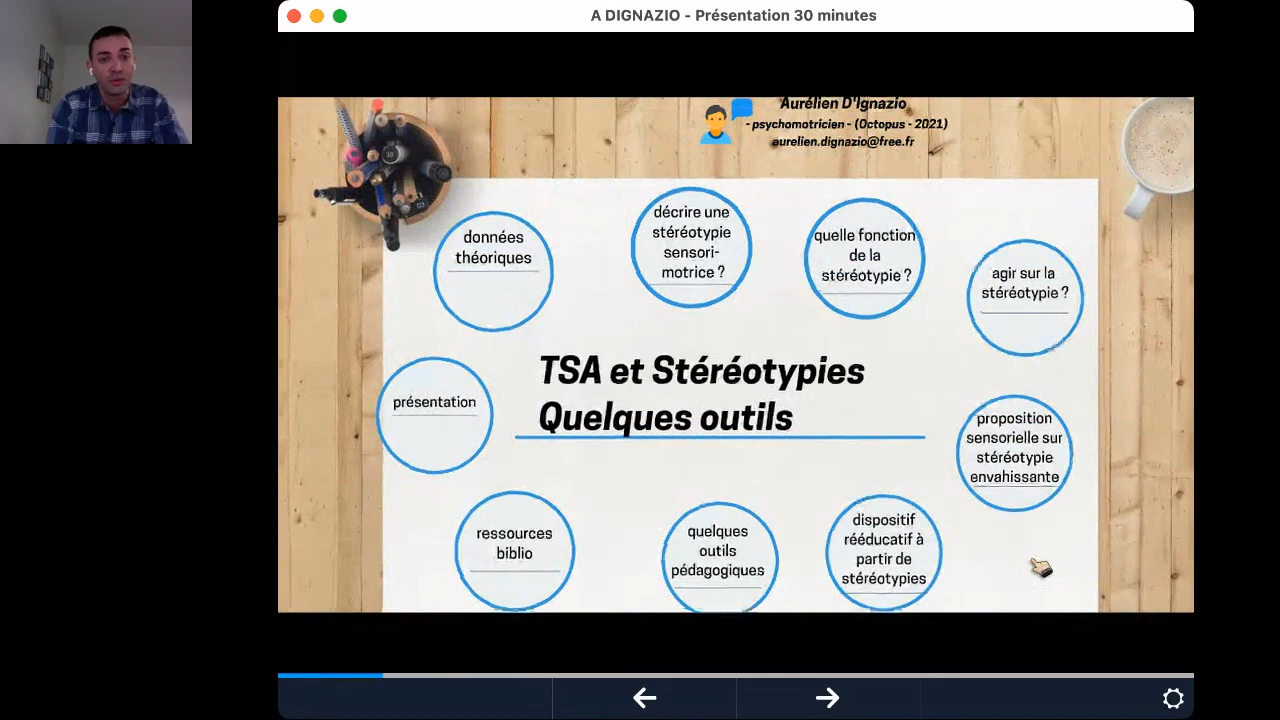 A DIGNAZIO - Présentation 30 minutes
Aurélien D'Ignazio
- psychomotricien - (Octopus - 2021)
aurelien.dignazio@free.fr
données
théoriques
décrire une
stéréotypie
sensori-
motrice ?
quelle fonction
de la
stéréotypie ?
agir sur la
stéréotypie ?
TSA et Stéréotypies
Quelques outils
présentation
proposition
sensorielle sur
stéréotypie
envahissante
ressources
biblio
quelques
outils
pédagogiques
dispositif
rééducatif à
partir de
stéréotypies